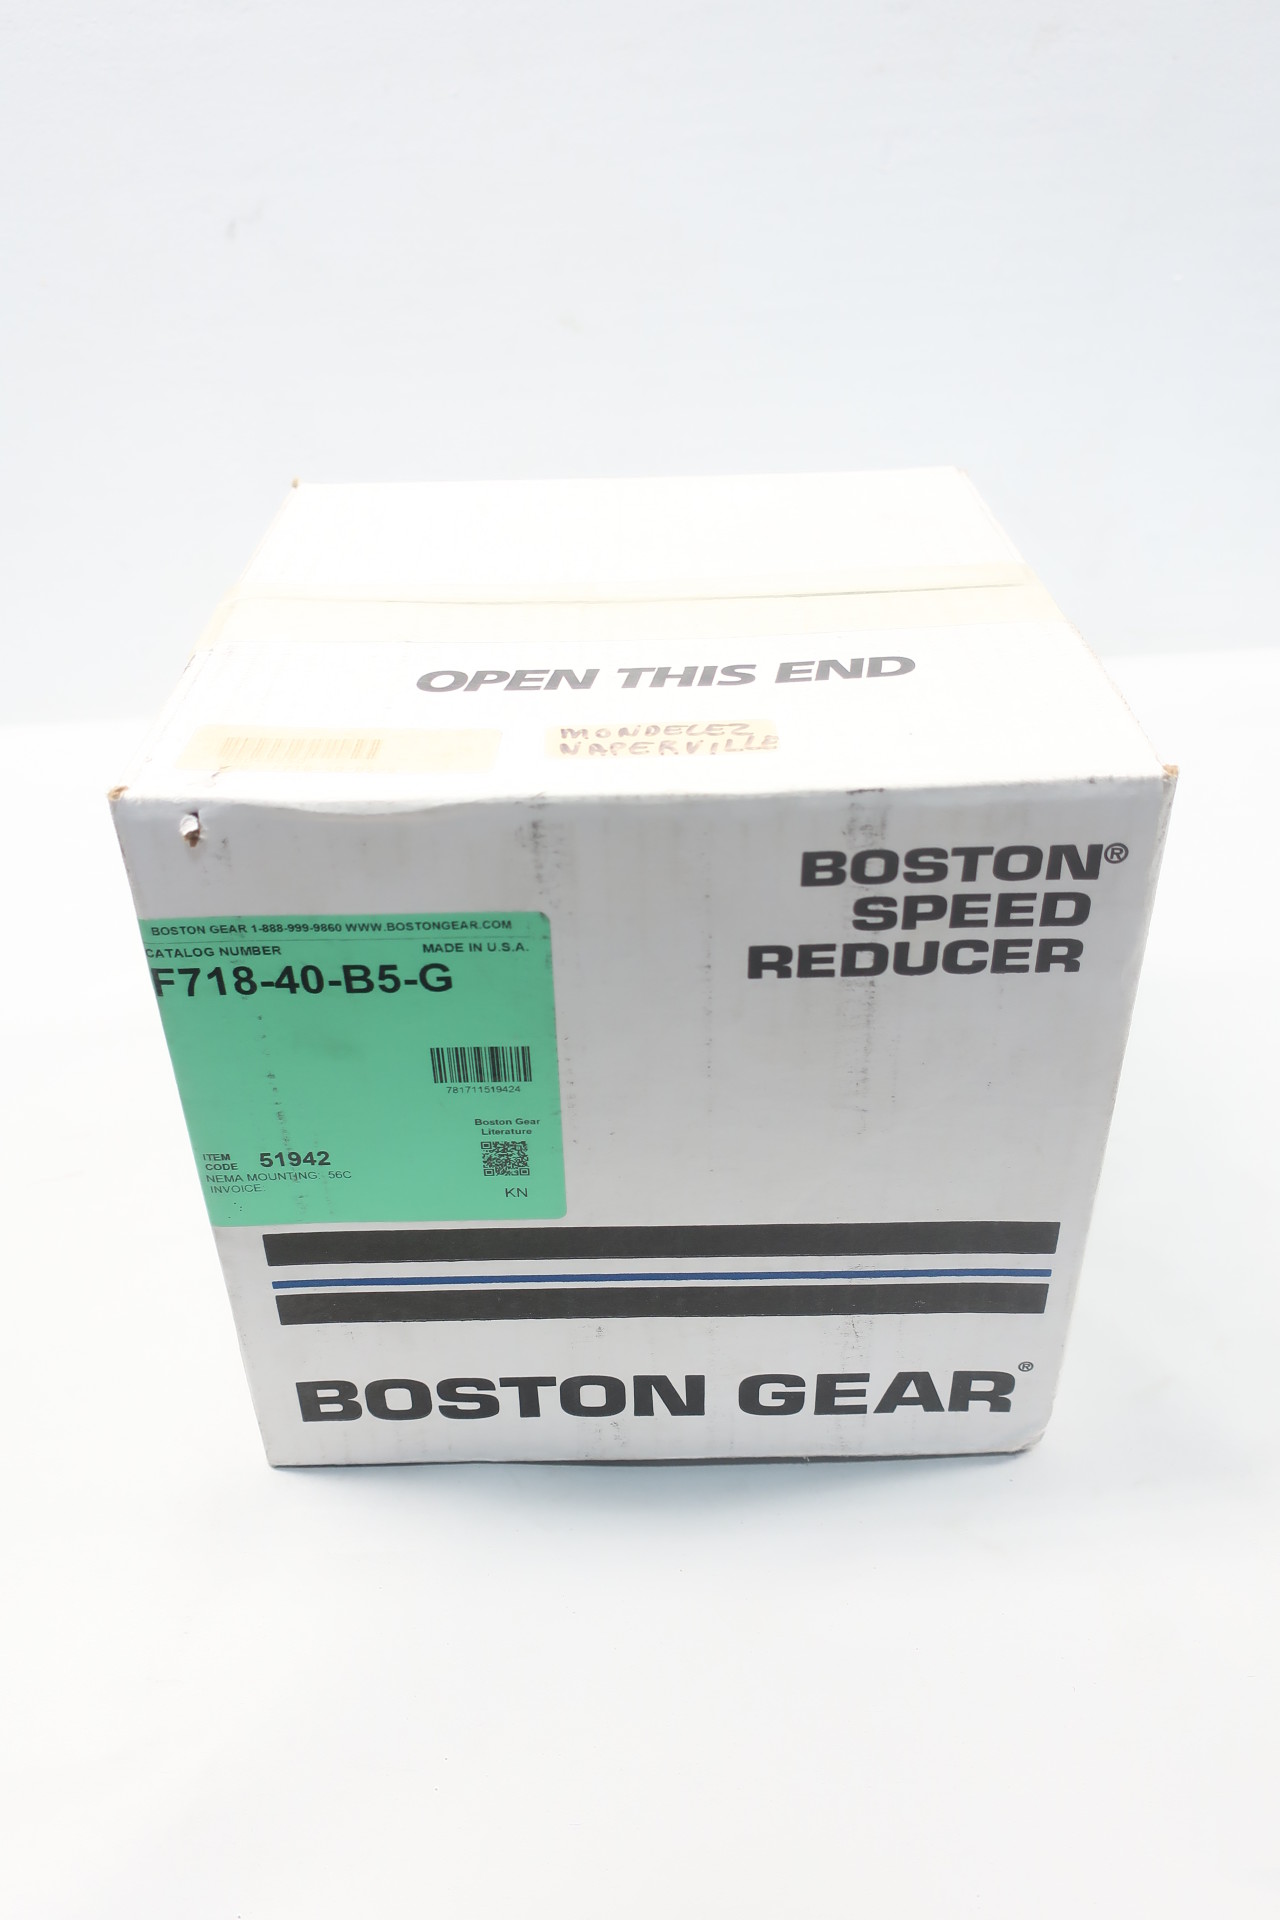 OPEN THIS END
MONDELEZ
NAPERVILLE
BOSTON®
SPEED
REDUCER
BOSTON GEAR 1-888-999-9860 WWW.BOSTONGEAR.COM
CATALOG NUMBER MADE IN U.S.A.
F718-40-B5-G
781711519424
Boston Gear
Literature
ITEM
CODE 51942
NEMA MOUNTING. 56C
INVOICE
KN
BOSTON GEAR®